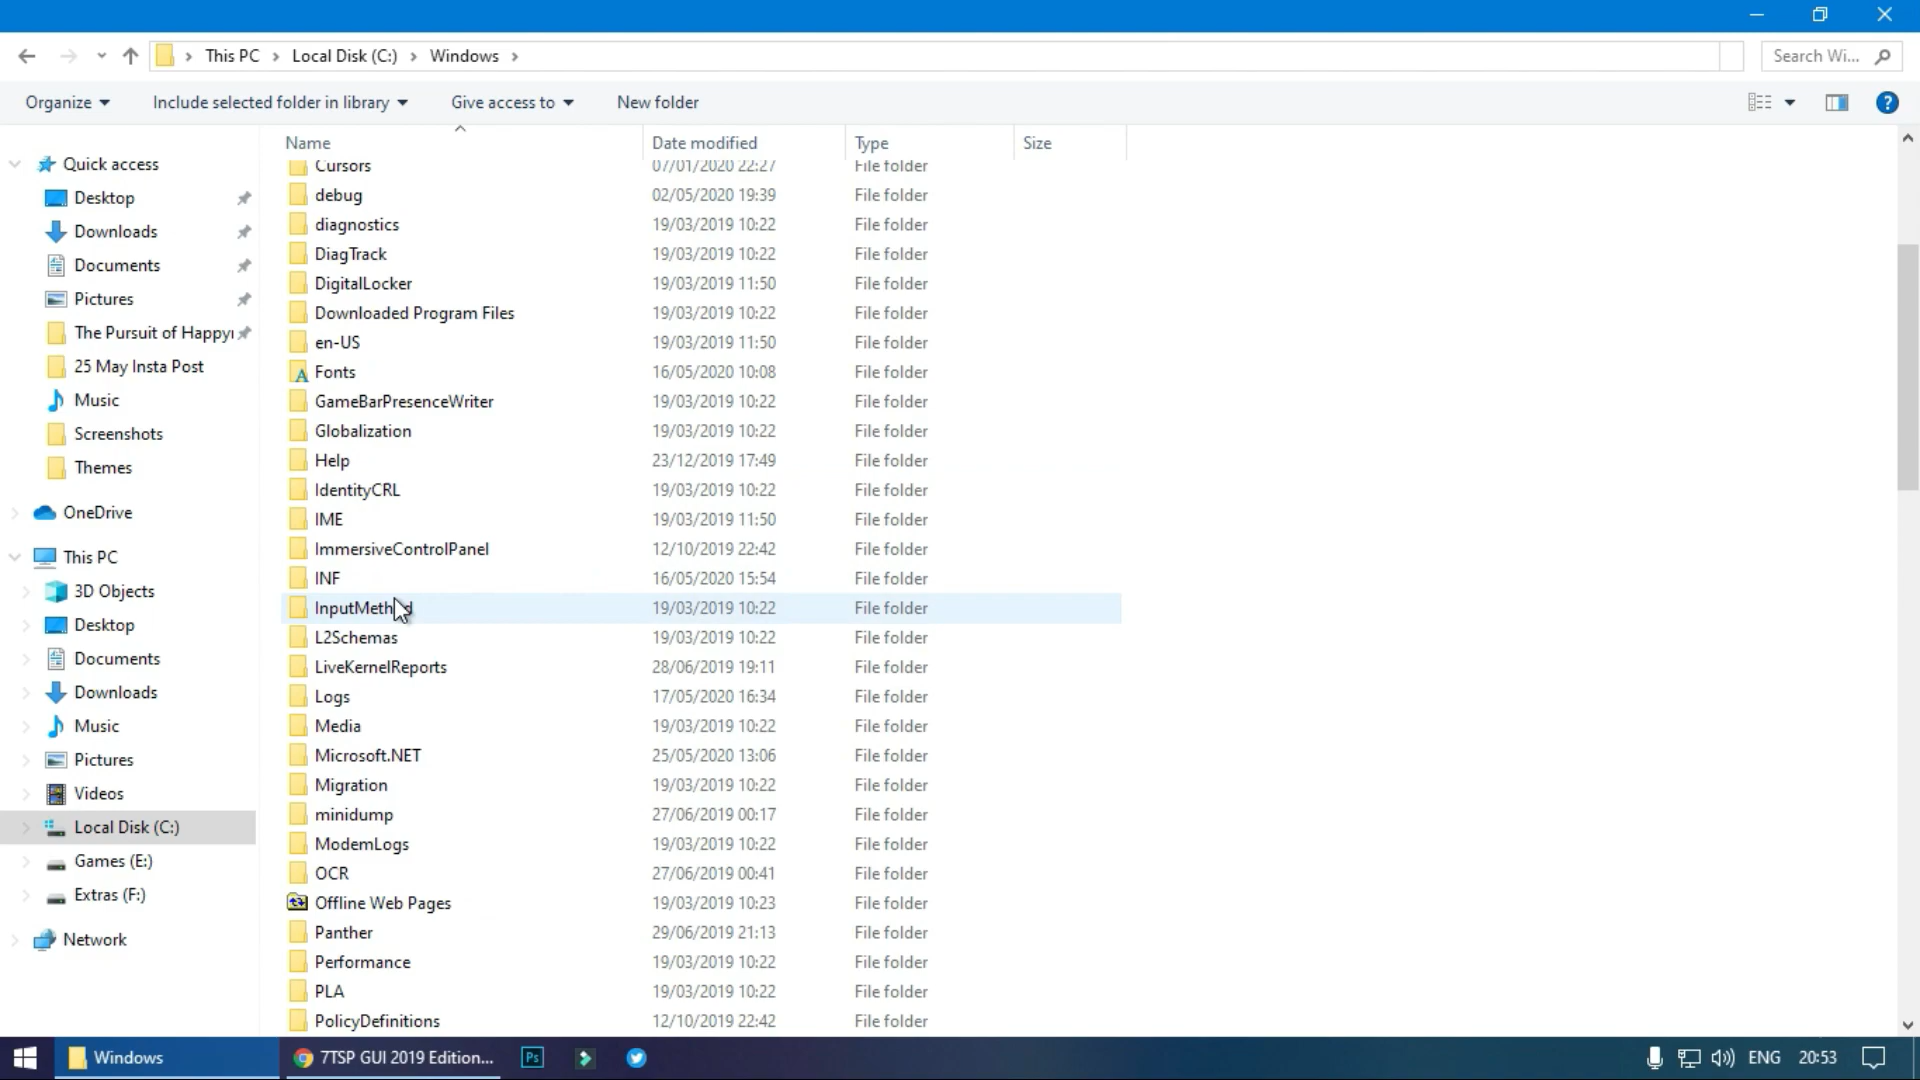 This PC Local Disk (C:) Windows
Search Wi...
Organize Include selected folder in library Give access to New folder
?
Name Date modified Type Size
Quick access
Desktop
Downloads
Documents
Pictures
The Pursuit of Happy
25 May Insta Post
Music
Screenshots
Themes
OneDrive
This PC
3D Objects
Desktop
Documents
Downloads
Music
Pictures
Videos
Local Disk (C:)
Games (E:)
Extras (F:)
Network
Cursors 07/01/2020 22:27 File folder
debug 02/05/2020 19:39 File folder
diagnostics 19/03/2019 10:22 File folder
DiagTrack 19/03/2019 10:22 File folder
DigitalLocker 19/03/2019 11:50 File folder
Downloaded Program Files 19/03/2019 10:22 File folder
en-US 19/03/2019 11:50 File folder
A Fonts 16/05/2020 10:08 File folder
GameBarPresenceWriter 19/03/2019 10:22 File folder
Globalization 19/03/2019 10:22 File folder
Help 23/12/2019 17:49 File folder
IdentityCRL 19/03/2019 10:22 File folder
IME 19/03/2019 11:50 File folder
ImmersiveControlPanel 12/10/2019 22:42 File folder
INF 16/05/2020 15:54 File folder
InputMethod 19/03/2019 10:22 File folder
L2Schemas 19/03/2019 10:22 File folder
LiveKernelReports 28/06/2019 19:11 File folder
Logs 17/05/2020 16:34 File folder
Media 19/03/2019 10:22 File folder
Microsoft.NET 25/05/2020 13:06 File folder
Migration 19/03/2019 10:22 File folder
minidump 27/06/2019 00:17 File folder
ModemLogs 19/03/2019 10:22 File folder
OCR 27/06/2019 00:41 File folder
Offline Web Pages 19/03/2019 10:23 File folder
Panther 29/06/2019 21:13 File folder
Performance 19/03/2019 10:22 File folder
PLA 19/03/2019 10:22 File folder
PolicyDefinitions 12/10/2019 22:42 File folder
Windows 7TSP GUI 2019 Edition... Ps ENG 20:53